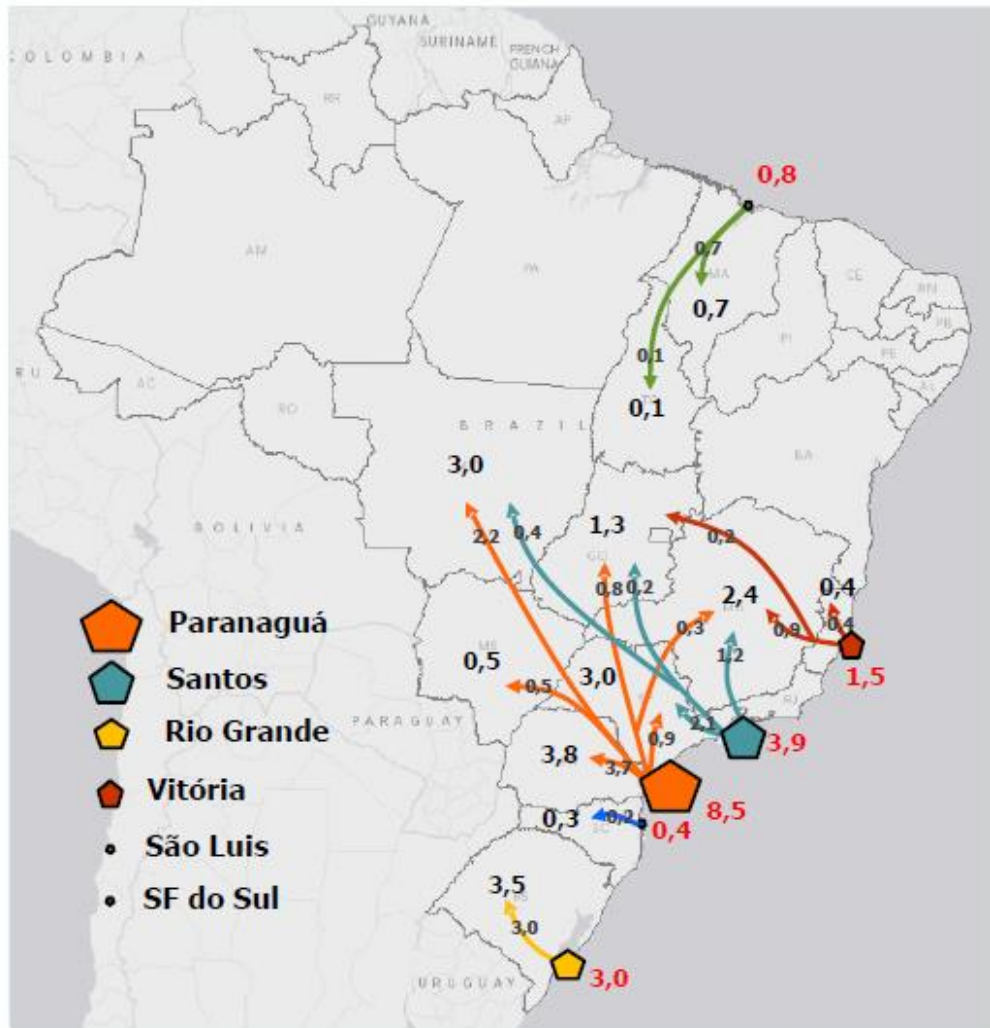 GUYANA
SURINAME
FRENCH
GUIANA
COLOMBIA
RR
AP
0,8
AM
PA
0,7
MA
CE
RN
0,7
PB
PI
PE
0,1
AL
RU
AC
0,1
RO
BRAZIL
BA
3,0
BOLIVIA
1,3
2,2
0,4
0,2
GO
0,8
0,2
2,4
0,4
MS
0,3
0,9
0,4
Paranaguá
0,5
0,5
3,0
1,2
1,5
Santos
PARAGUAY
RJ
2,1
3,9
Rio Grande
3,8
0,9
3,7
8,5
Vitória
0,3
0,2
0,4
SC
São Luis
3,5
RS
SF do Sul
3,0
URUGUAY
3,0